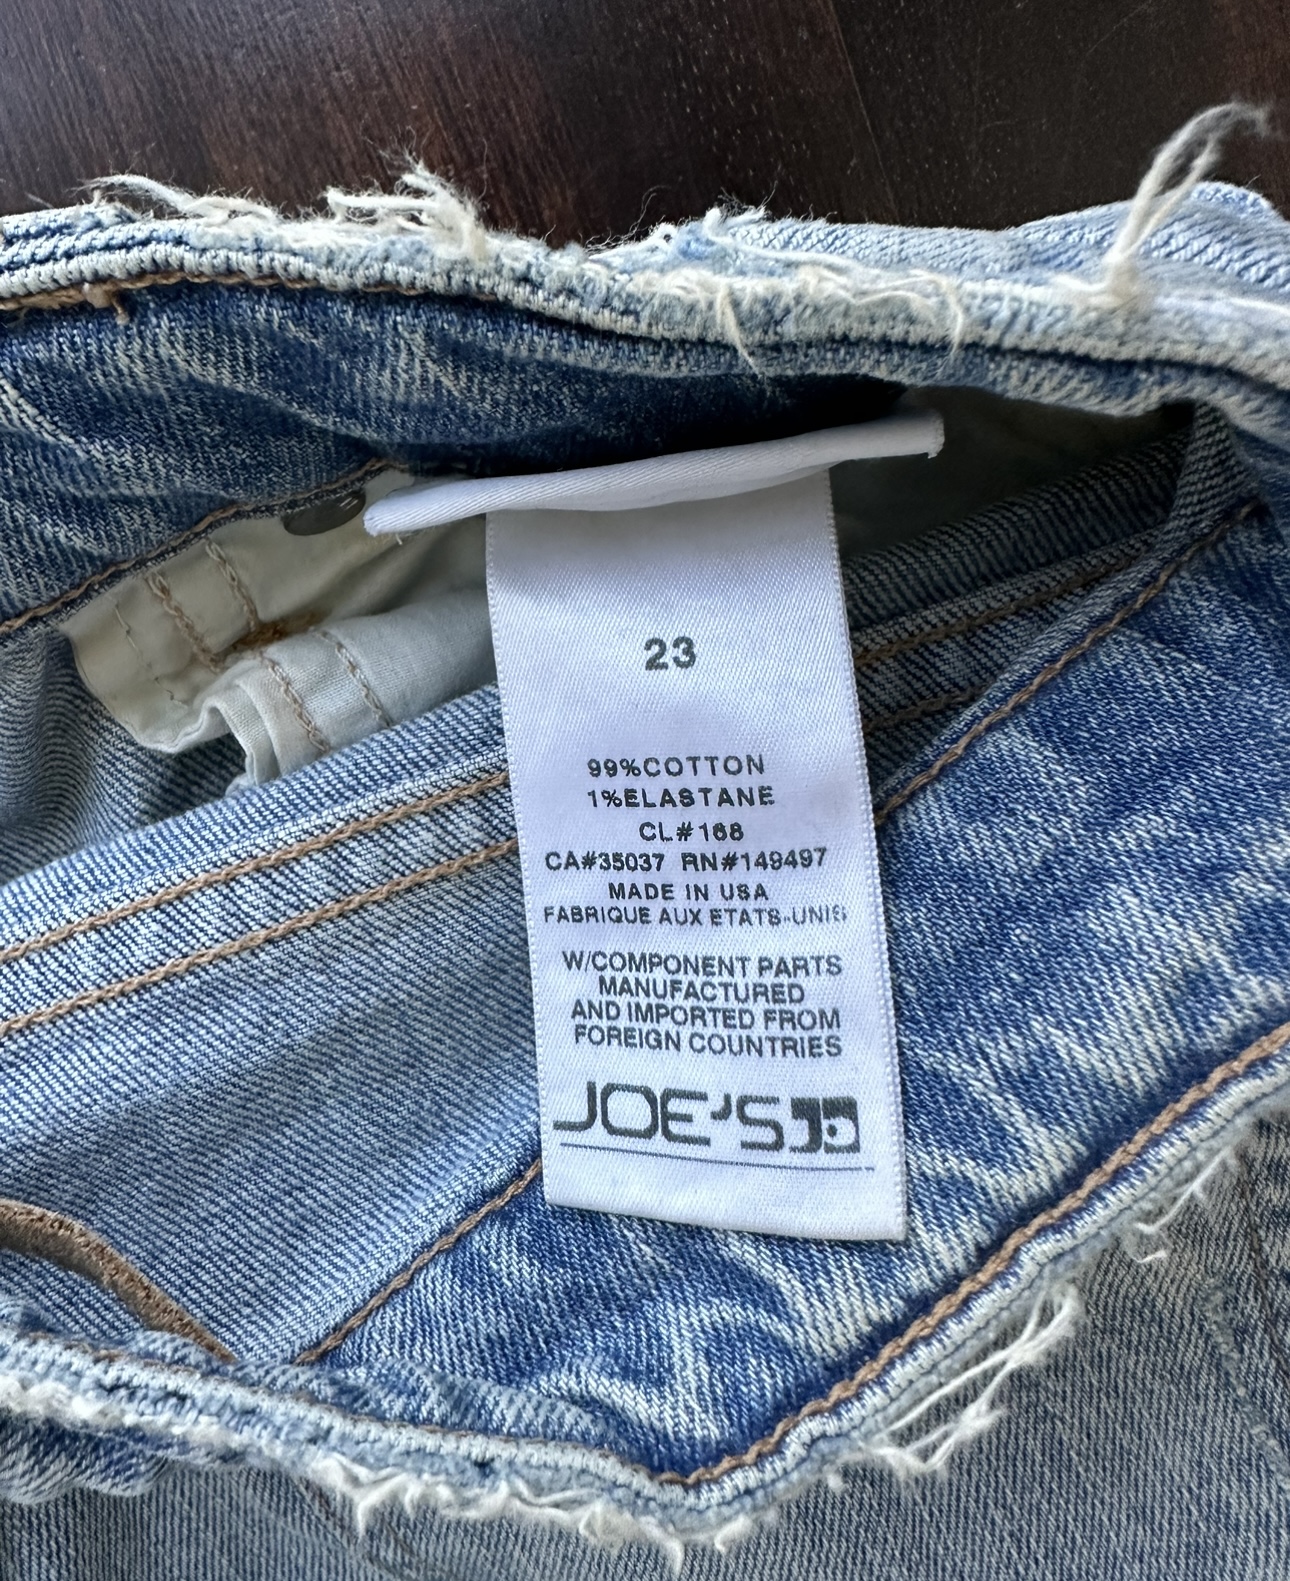 23
99%COTTON
1%ELASTANE
CL#168
CA#35037 RN#149497
MADE IN USA
FABRIQUE AUX ETATS-UNIS
W/COMPONENT PARTS
MANUFACTURED
AND IMPORTED FROM
FOREIGN COUNTRIES
JOE'S